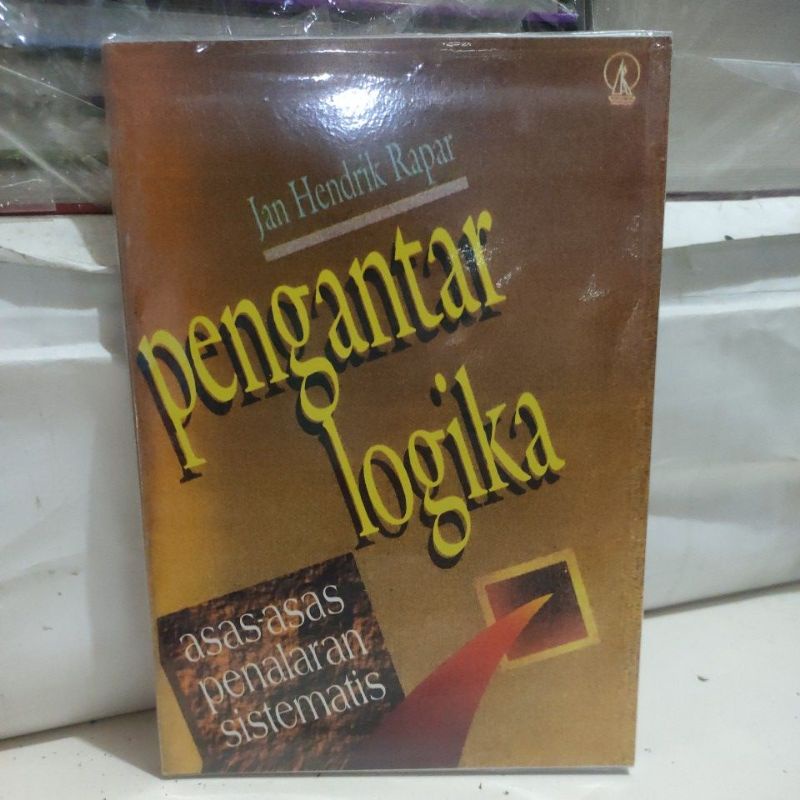 Jan Hendrik Rapar
pengantar
logika
asas-asas
penalaran
sistematis